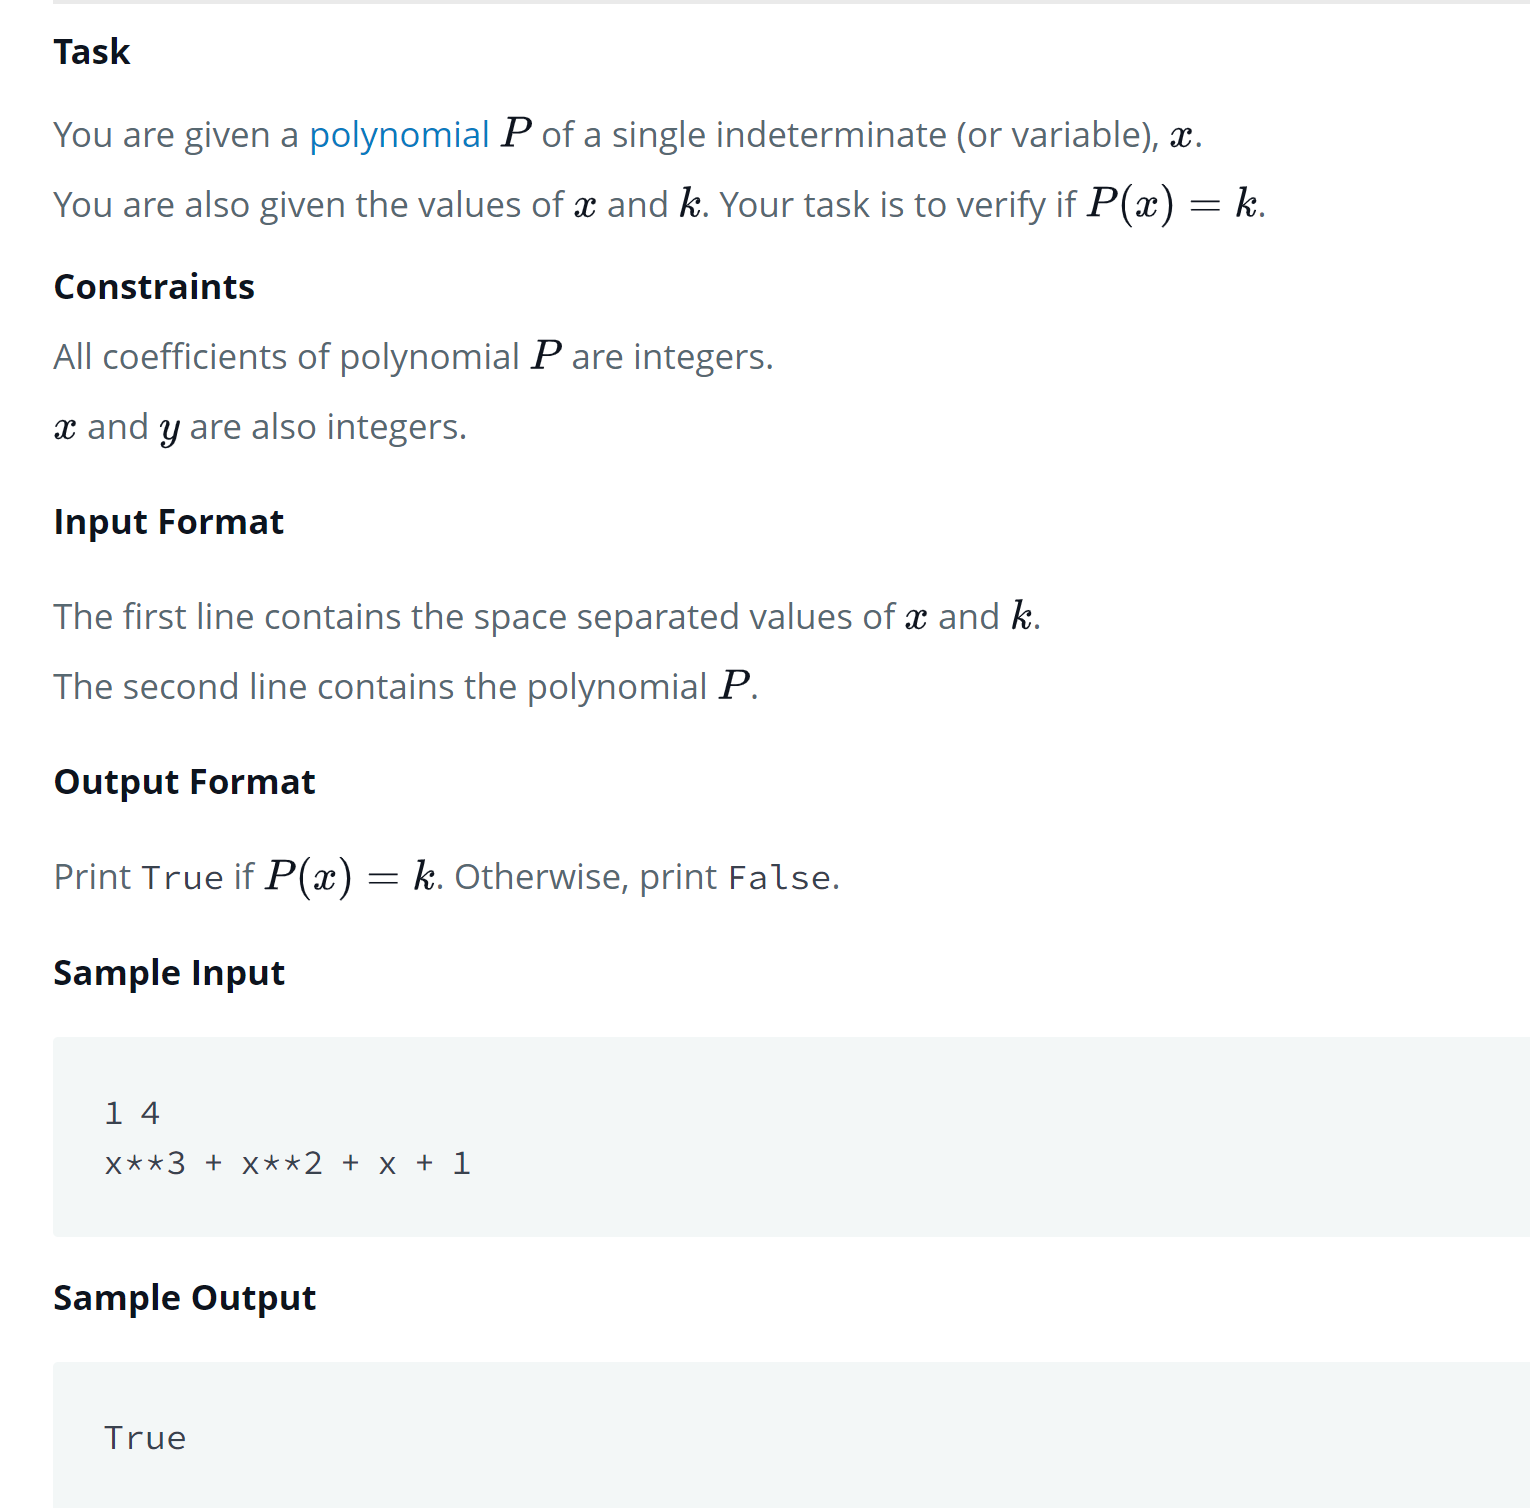 Task
You are given a polynomial P of a single indeterminate (or variable), x.
You are also given the values of x and k. Your task is to verify if P(x) = k.
Constraints
All coefficients of polynomial P are integers.
x and y are also integers.
Input Format
The first line contains the space separated values of x and k.
The second line contains the polynomial P.
Output Format
Print True if P(x) = k. Otherwise, print False.
Sample Input
1 4
x**3 + x**2 + x + 1
Sample Output
True